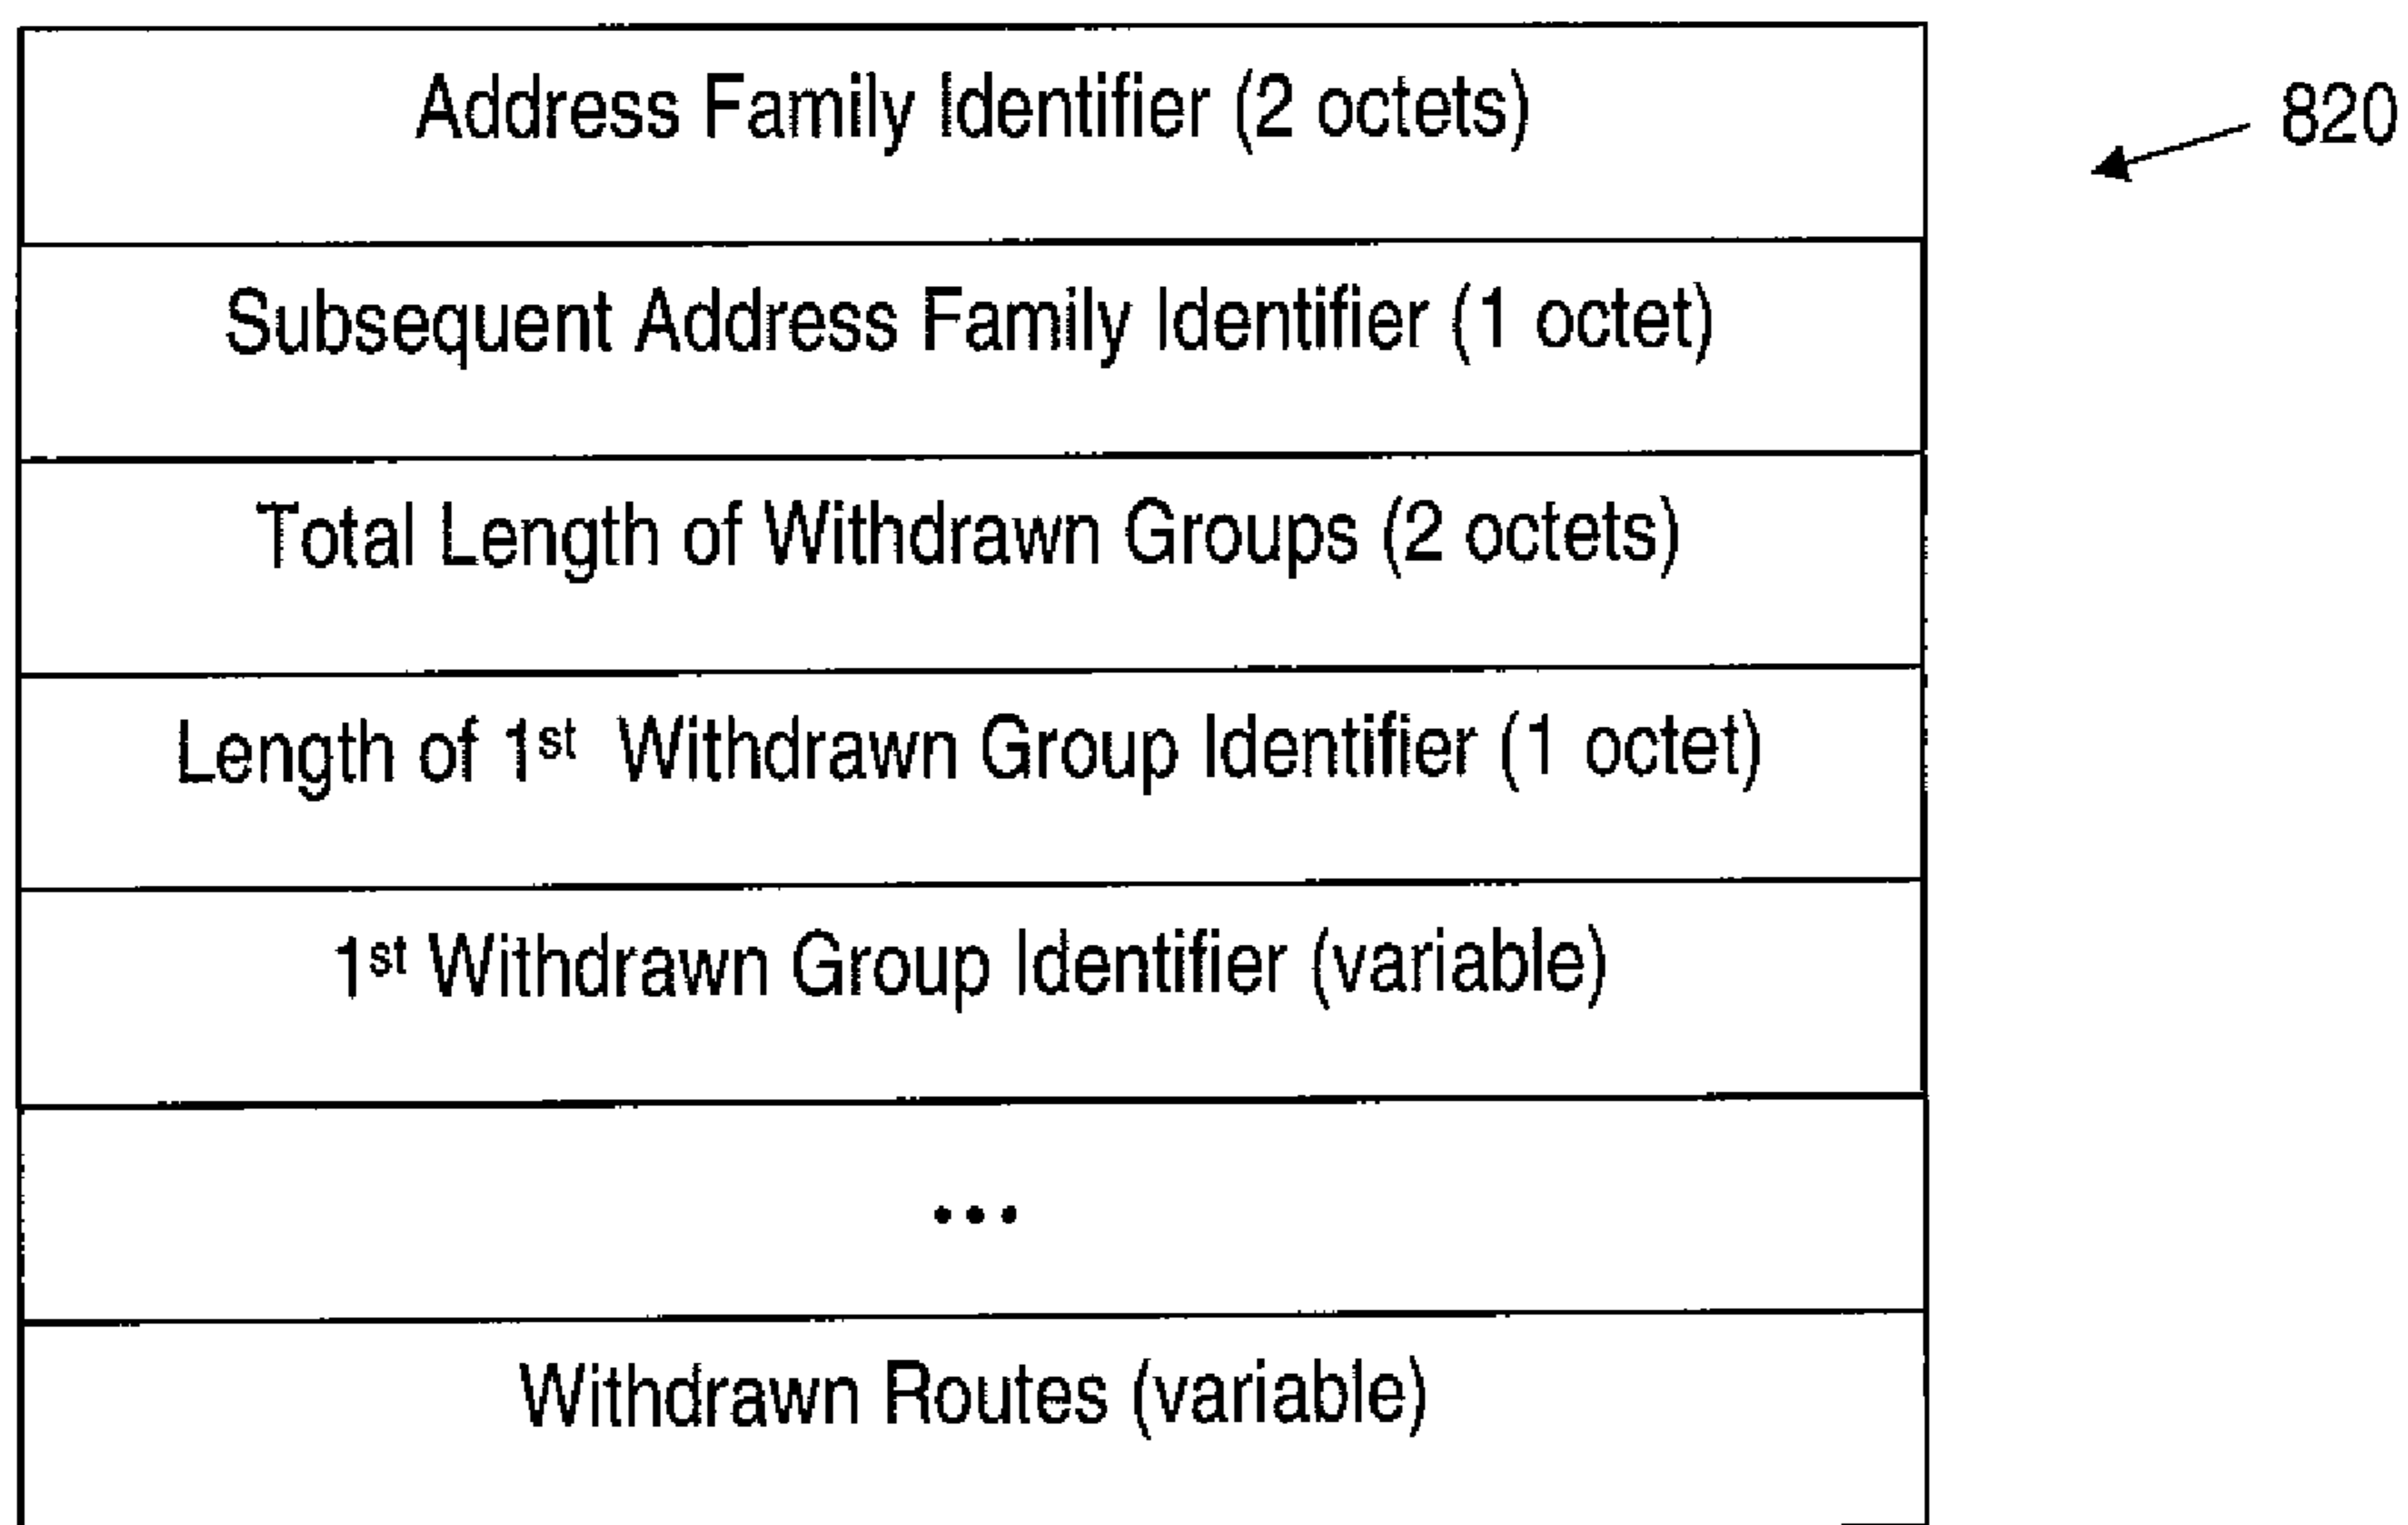 Address Family Identifier (2 octets)
820
Subsequent Address Family Identifier (1 octet)
Total Length of Withdrawn Groups (2 octets)
Length of 1st Withdrawn Group Identifier (1 octet)
1st Withdrawn Group Identifier (variable)
...
Withdrawn Routes (variable)